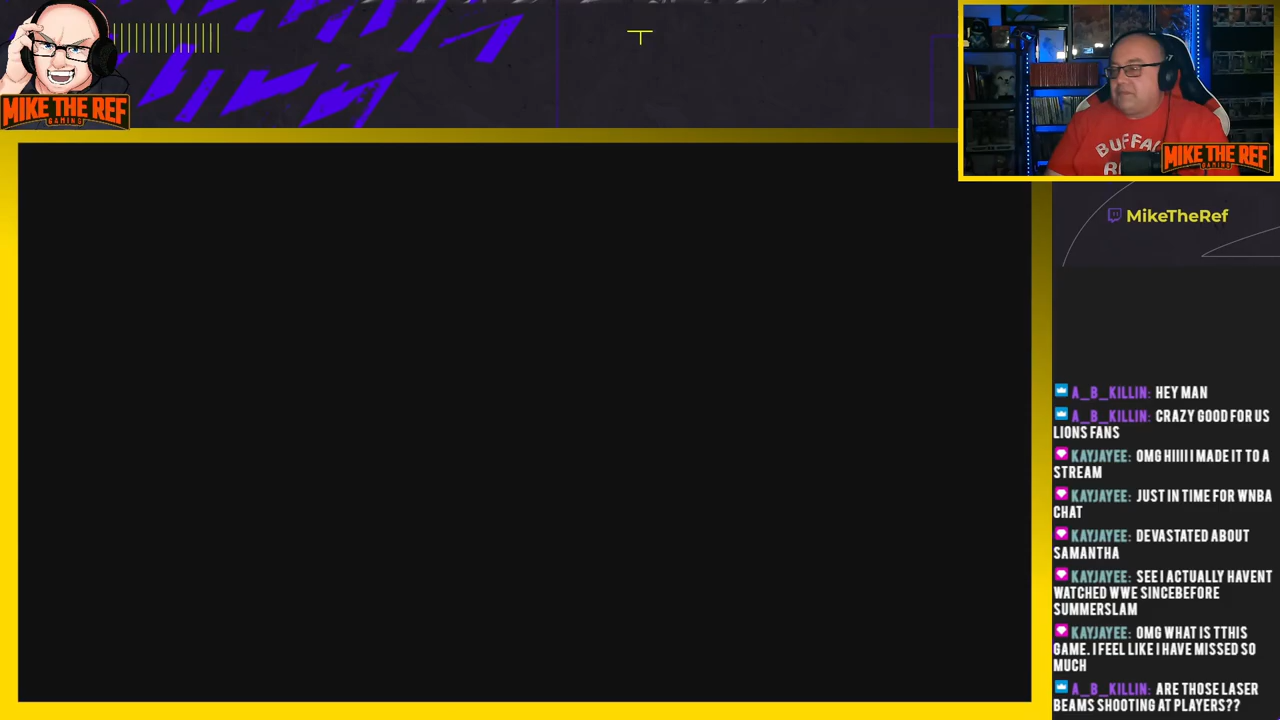 MIKE THE REF
GAMING
BUFFAL
MIKE THE REF
GAMING
MikeTheRef
A_B_KILLIN: HEY MAN
A_B_KILLIN: CRAZY GOOD FOR US
LIONS FANS
KAYJAYEE: OMG HIIII I MADE IT TO A
STREAM
KAYJAYEE: JUST IN TIME FOR WNBA
CHAT
KAYJAYEE: DEVASTATED ABOUT
SAMANTHA
KAYJAYEE: SEE I ACTUALLY HAVENT
WATCHED WWE SINCEBEFORE
SUMMERSLAM
KAYJAYEE: OMG WHAT IS TTHIS
GAME. I FEEL LIKE I HAVE MISSED SO
MUCH
A_B_KILLIN: ARE THOSE LASER
BEAMS SHOOTING AT PLAYERS??